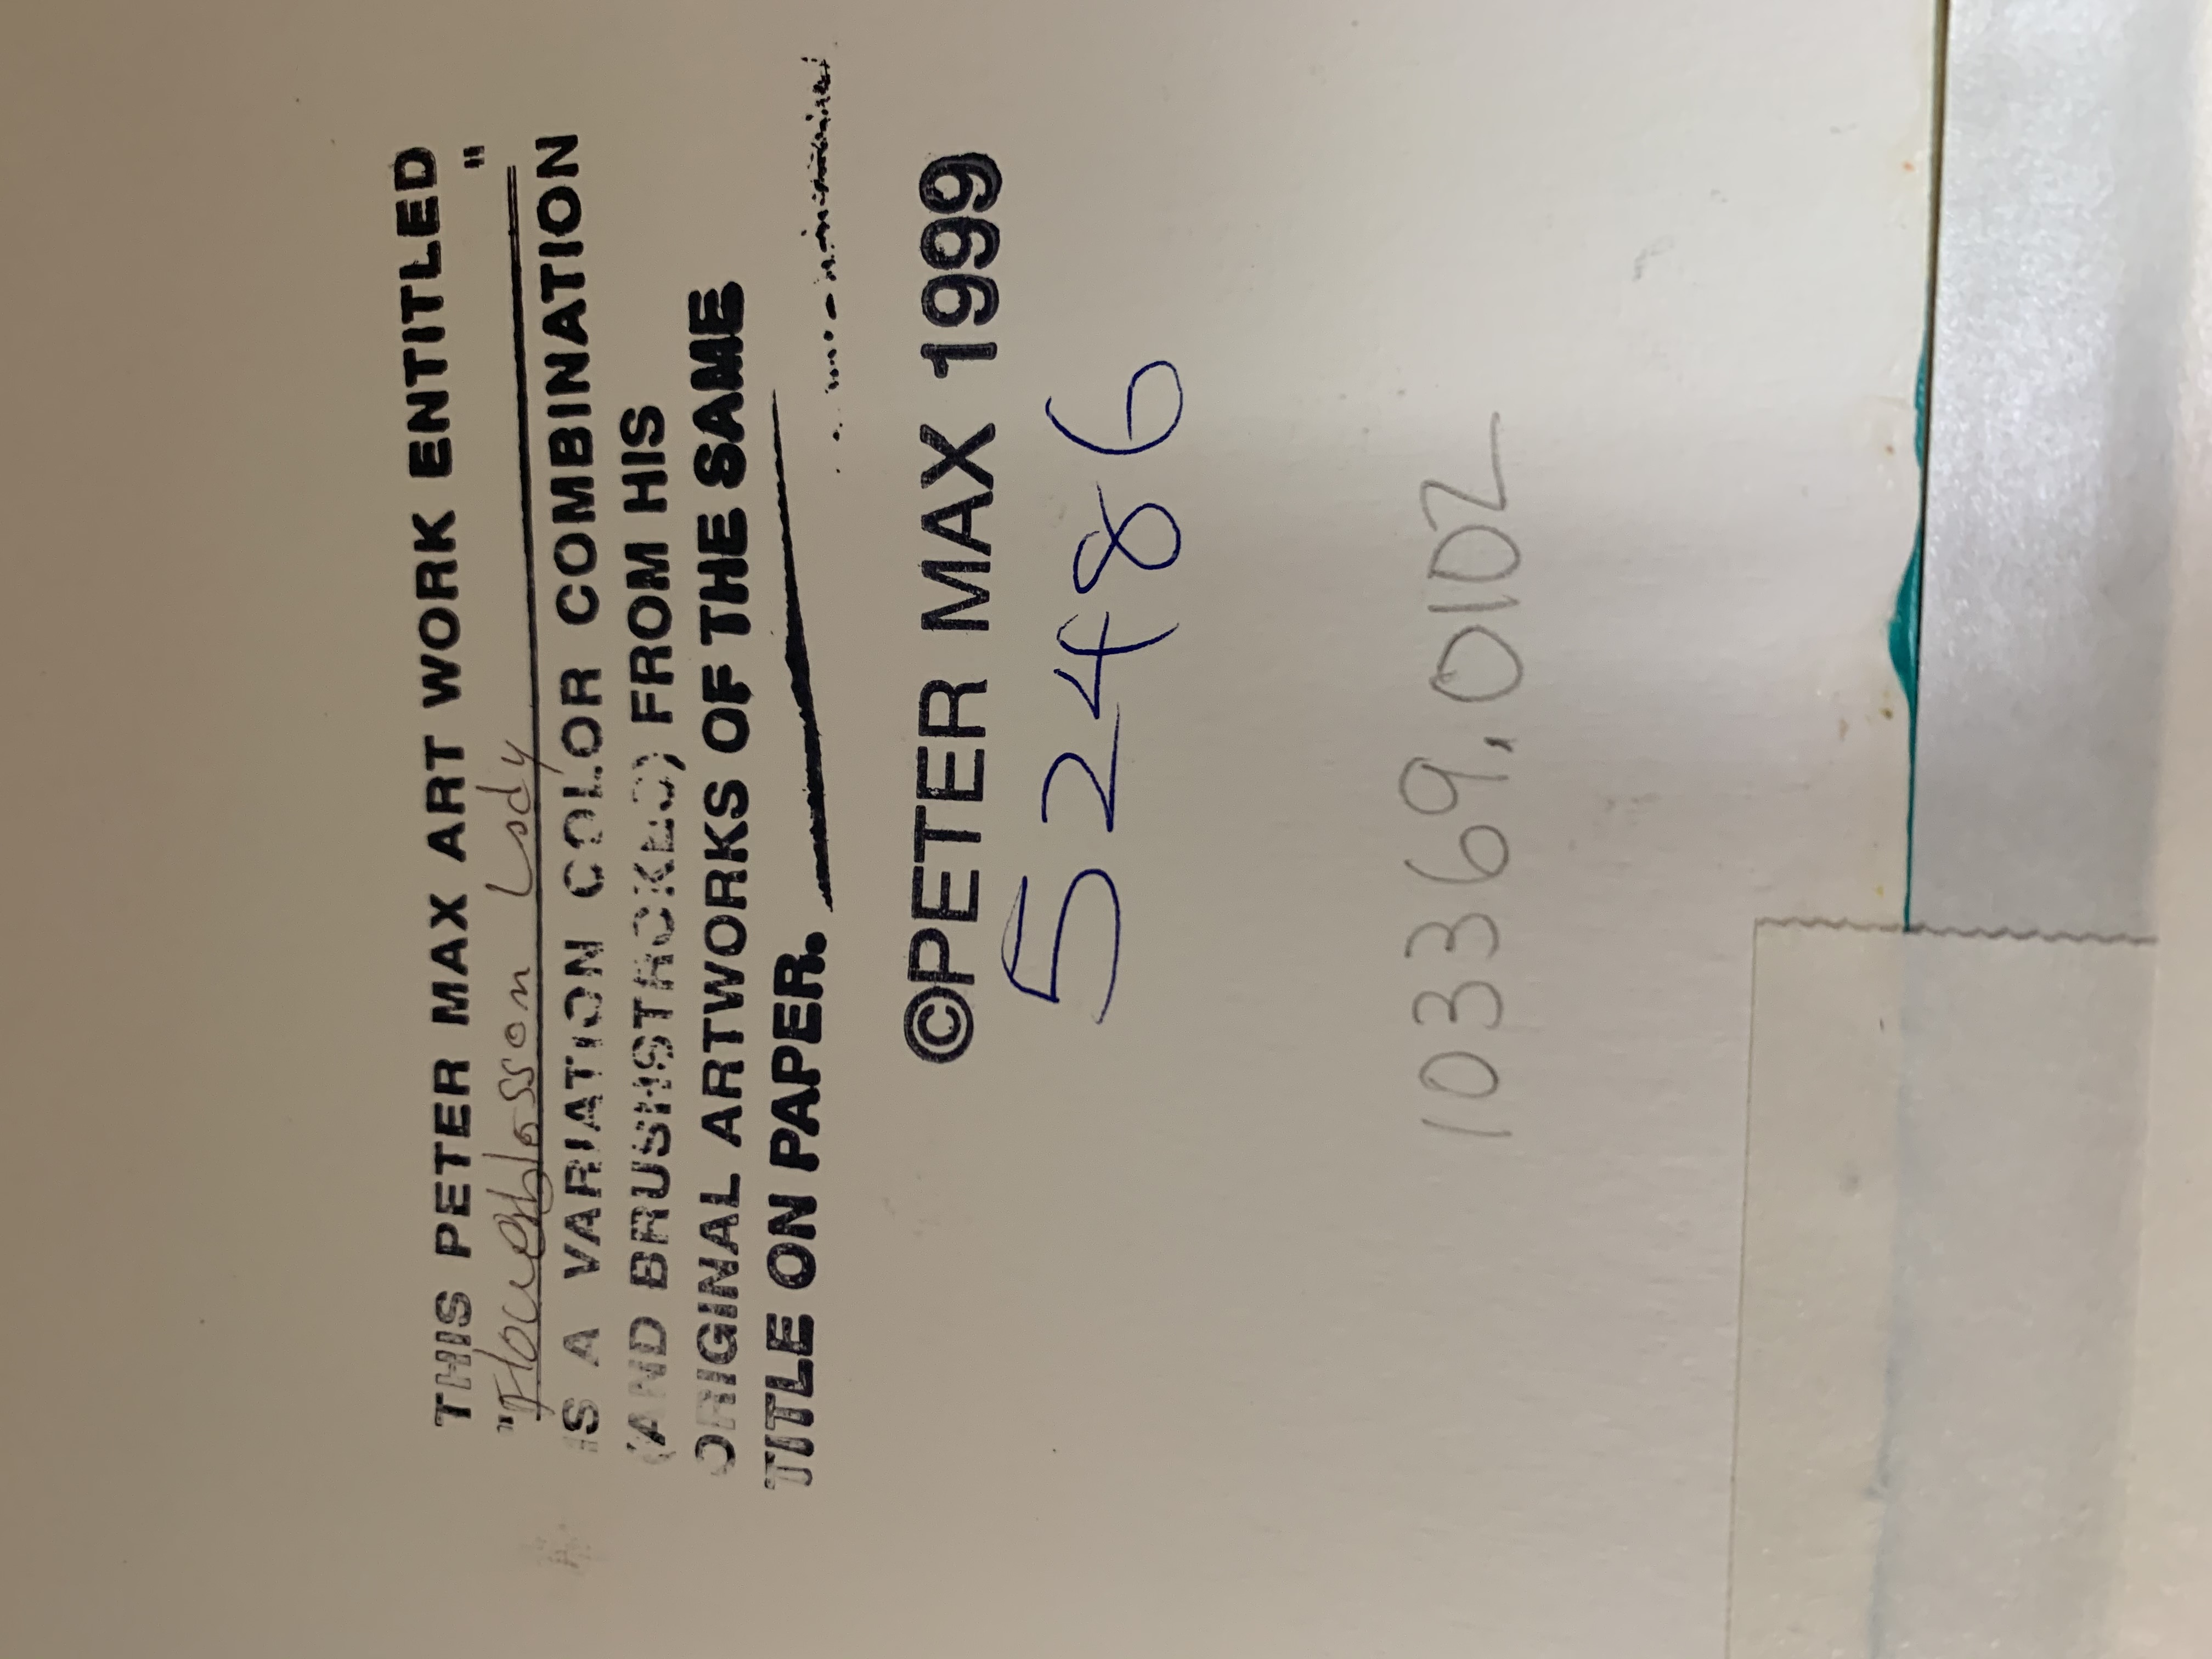 THIS PETER MAX ART WORK ENTITLED
"Flowerblossom Lady"
IS A VARIATION COLOR COMBINATION
(AND BRUSHSTROKES) FROM HIS
ORIGINAL ARTWORKS OF THE SAME
TITLE ON PAPER.
©PETER MAX 1999
52486
103369.0102